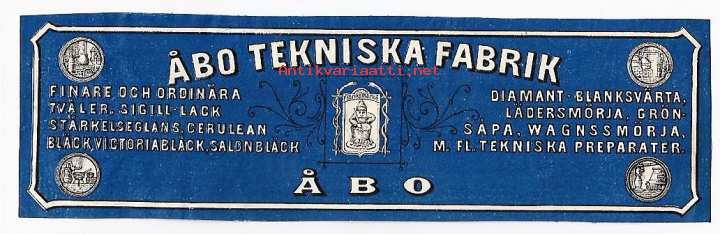 ÅBO TEKNISKA FABRIK
Antikvariaatti.net
FINARE OCH ORDINÄRA
TVÅLER, SIGILL-LACK
STÄRKELSEGLANS, CERULEAN
BLÄCK, VICTORIABLÄCK, SALONBLÄCK
DIAMANT-BLANKSVÄRTA,
LÄDERSMÖRJA, GRÖN-
SÅPA, WAGNSSMÖRJA,
M. FL. TEKNISKA PREPARATER.
ÅBO